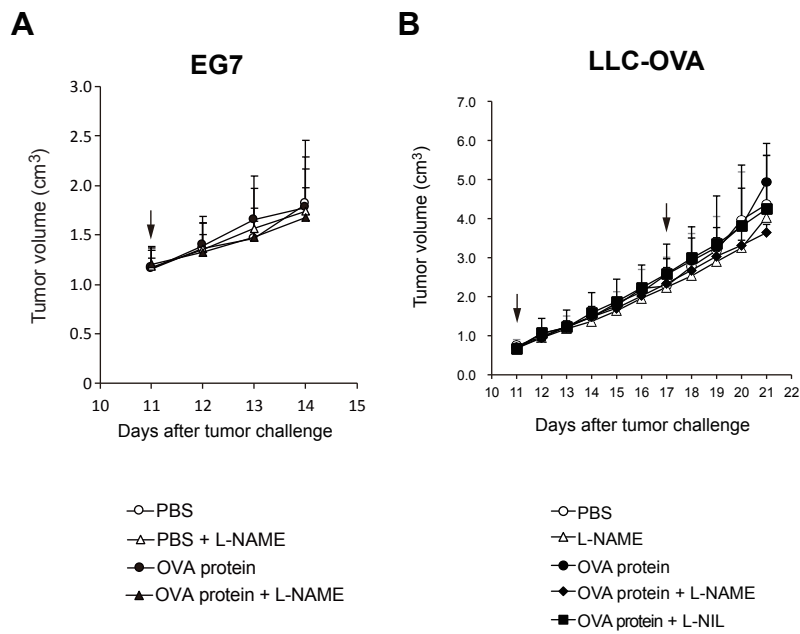 A
EG7
Tumor volume (cm3)
3.0
2.5
2.0
1.5
1.0
0.5
0
10 11 12 13 14 15
Days after tumor challenge
PBS
PBS + L-NAME
OVA protein
OVA protein + L-NAME
B
LLC-OVA
Tumor volume (cm3)
7.0
6.0
5.0
4.0
3.0
2.0
1.0
0.0
10 11 12 13 14 15 16 17 18 19 20 21 22
Days after tumor challenge
PBS
L-NAME
OVA protein
OVA protein + L-NAME
OVA protein + L-NIL